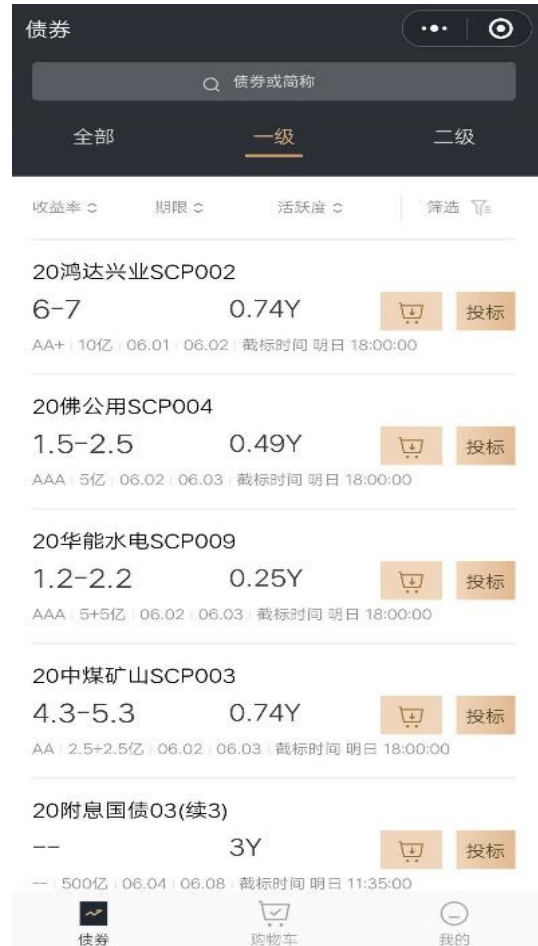 债券
债券或简称
全部 一级 二级
收益率 期限 活跃度 筛选
20鸿达兴业SCP002
6-7 0.74Y 投标
AA+ 10亿 06.01 06.02 截标时间 明日 18:00:00
20佛公用SCP004
1.5-2.5 0.49Y 投标
AAA 5亿 06.02 06.03 截标时间 明日 18:00:00
20华能水电SCP009
1.2-2.2 0.25Y 投标
AAA 5+5亿 06.02 06.03 截标时间 明日 18:00:00
20中煤矿山SCP003
4.3-5.3 0.74Y 投标
AA 2.5+2.5亿 06.02 06.03 截标时间 明日 18:00:00
20附息国债03(续3)
-- 3Y 投标
-- 500亿 06.04 06.08 截标时间 明日 11:35:00
债券 购物车 我的